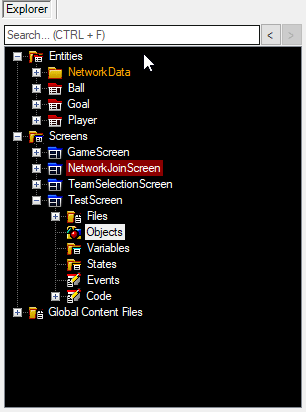 Explorer
Search... (CTRL + F)
< >
Entities
NetworkData
Ball
Goal
Player
Screens
GameScreen
NetworkJoinScreen
TeamSelectionScreen
TestScreen
Files
Objects
Variables
States
Events
Code
Global Content Files